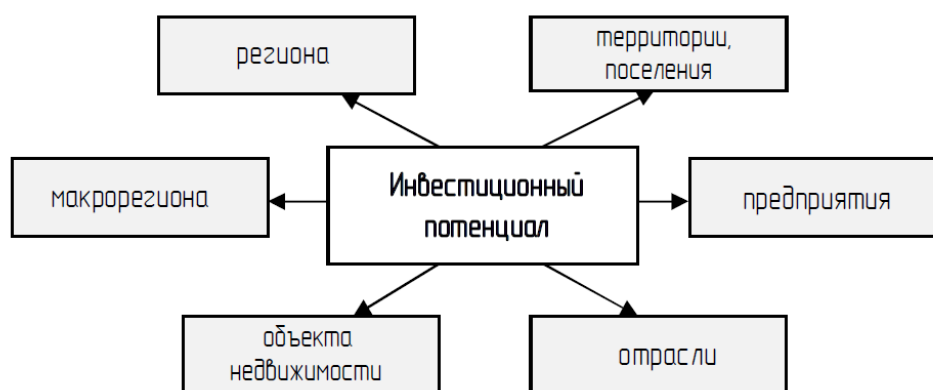 региона
территории,
поселения
макрорегиона
Инвестиционный
потенциал
предприятия
объекта
недвижимости
отрасли